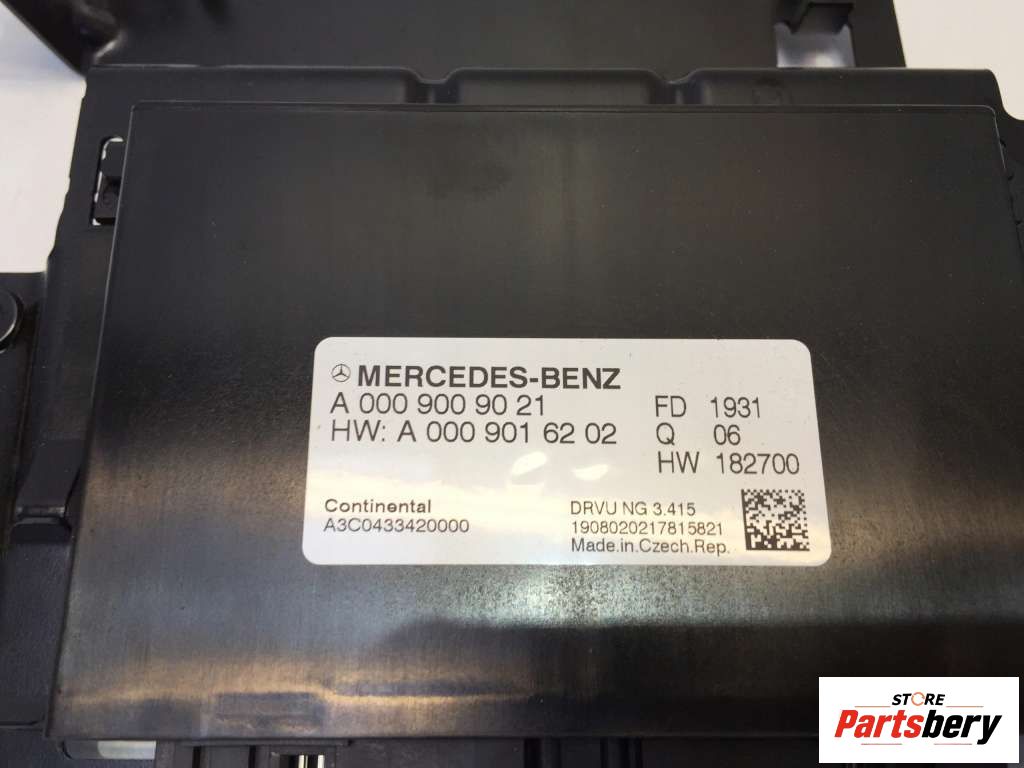 MERCEDES-BENZ
A 000 900 90 21
HW: A 000 901 62 02
FD 1931
Q 06
HW 182700
Continental
A3C0433420000
DRVU NG 3.415
1908020217815821
Made.in.Czech.Rep.
STORE
Partsbery